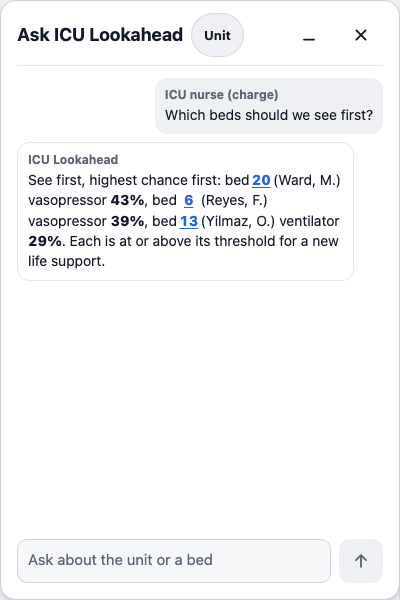 Ask ICU Lookahead Unit
ICU nurse (charge)
Which beds should we see first?
ICU Lookahead
See first, highest chance first: bed 20 (Ward, M.)
vasopressor 43%, bed 6 (Reyes, F.)
vasopressor 39%, bed 13 (Yilmaz, O.) ventilator
29%. Each is at or above its threshold for a new
life support.
Ask about the unit or a bed